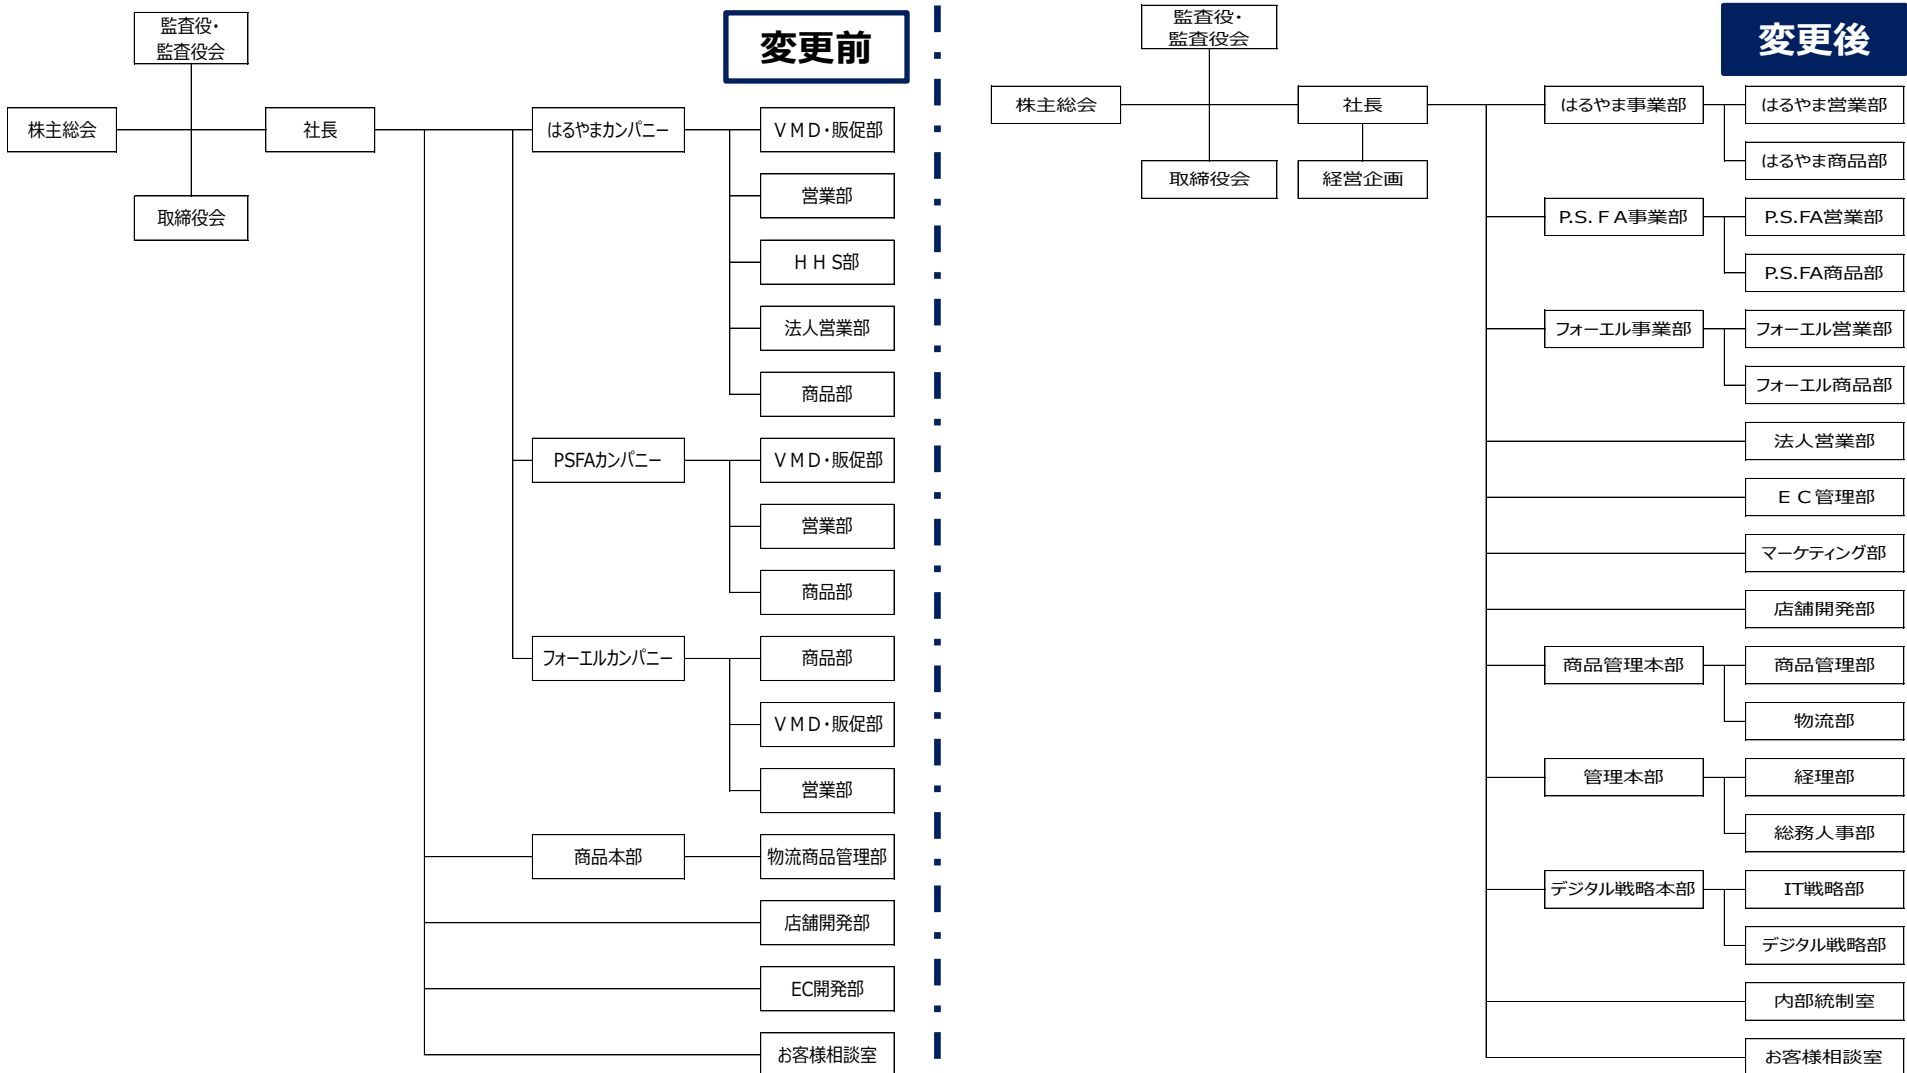 変更前
監査役・
監査役会
株主総会
社長
取締役会
はるやまカンパニー
ＶＭＤ・販促部
営業部
ＨＨＳ部
法人営業部
商品部
PSFAカンパニー
ＶＭＤ・販促部
営業部
商品部
フォーエルカンパニー
商品部
ＶＭＤ・販促部
営業部
商品本部
物流商品管理部
店舗開発部
EC開発部
お客様相談室
変更後
監査役・
監査役会
株主総会
社長
取締役会
経営企画
はるやま事業部
はるやま営業部
はるやま商品部
P.S.ＦＡ事業部
P.S.FA営業部
P.S.FA商品部
フォーエル事業部
フォーエル営業部
フォーエル商品部
法人営業部
ＥＣ管理部
マーケティング部
店舗開発部
商品管理本部
商品管理部
物流部
管理本部
経理部
総務人事部
デジタル戦略本部
IT戦略部
デジタル戦略部
内部統制室
お客様相談室